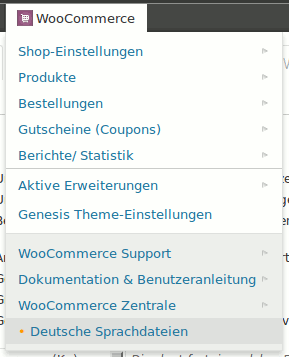 WooCommerce
Shop-Einstellungen
Produkte
Bestellungen
Gutscheine (Coupons)
Berichte/ Statistik
Aktive Erweiterungen
Genesis Theme-Einstellungen
WooCommerce Support
Dokumentation & Benutzeranleitung
WooCommerce Zentrale
Deutsche Sprachdateien